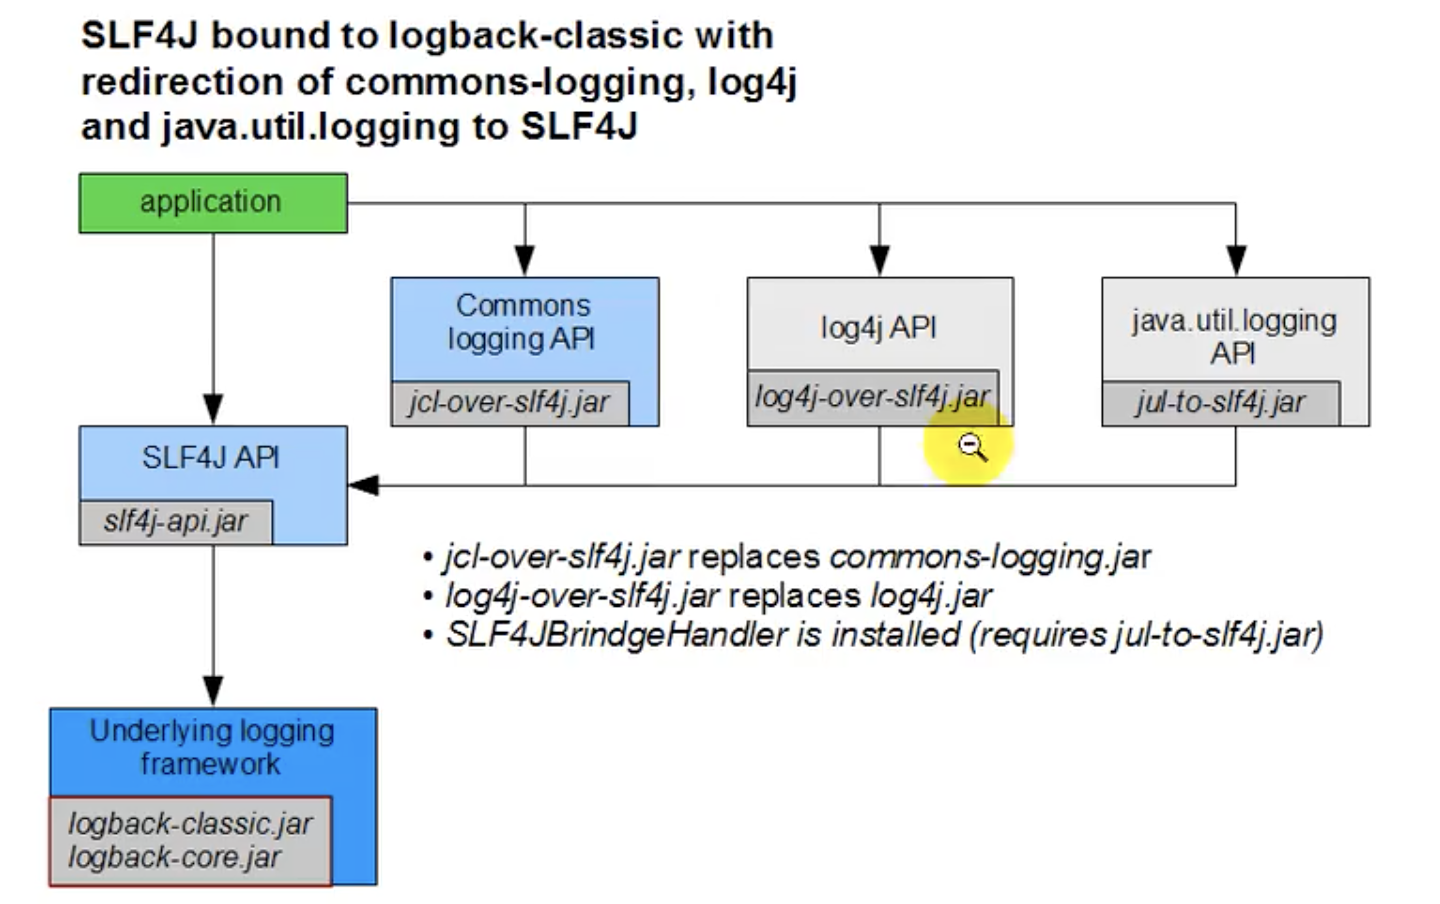 SLF4J bound to logback-classic with
redirection of commons-logging, log4j
and java.util.logging to SLF4J
application
Commons
logging API
jcl-over-slf4j.jar
log4j API
log4j-over-slf4j.jar
java.util.logging
API
jul-to-slf4j.jar
SLF4J API
slf4j-api.jar
• jcl-over-slf4j.jar replaces commons-logging.jar
• log4j-over-slf4j.jar replaces log4j.jar
• SLF4JBrindgeHandler is installed (requires jul-to-slf4j.jar)
Underlying logging
framework
logback-classic.jar
logback-core.jar